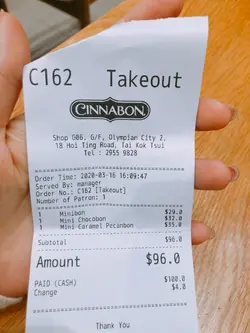 C162 Takeout
CINNABON
Shop G06, G/F, Olympian City 2,
18 Hoi Ting Road, Tai Kok Tsui
Tel : 2955 9828
Order Time: 2020-03-16 16:09:47
Served By: manager
Order No.: C162 [Takeout]
Number of Patron: 1
1 Minibon $29.0
1 Mini Chocobon $32.0
1 Mini Caramel Pecanbon $35.0
Subtotal $96.0
Amount $96.0
PAID (CASH) $100.0
Change $4.0
Thank You